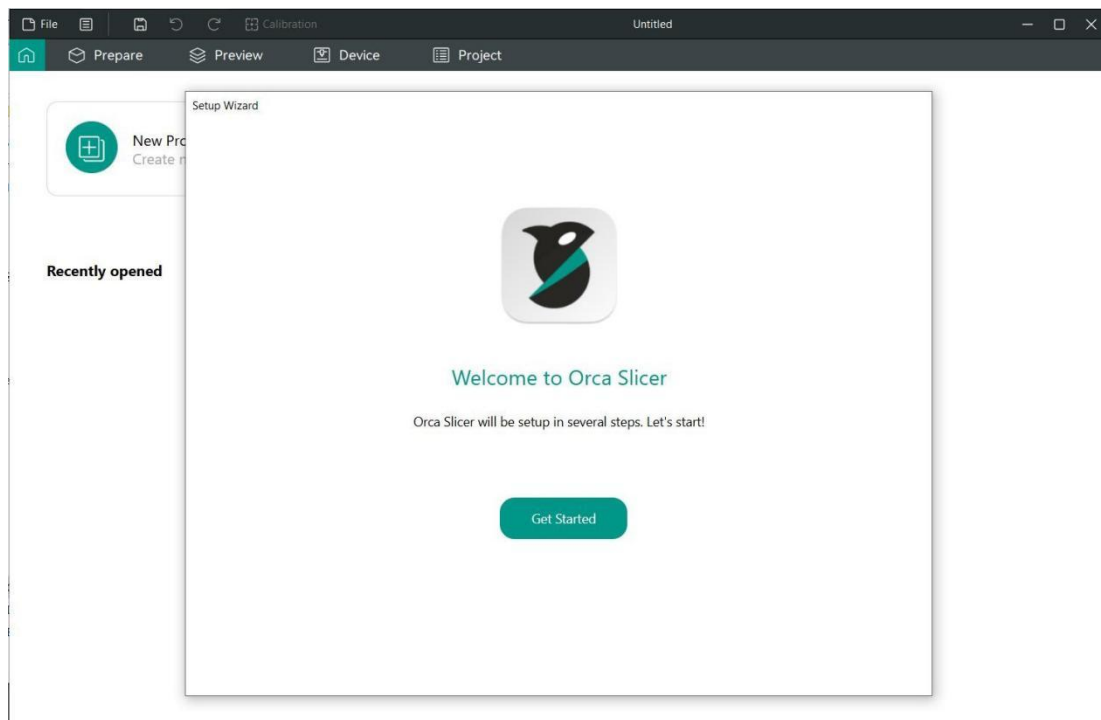 File
Calibration
Untitled
Prepare
Preview
Device
Project
Setup Wizard
New Pro
Create n
Recently opened
Welcome to Orca Slicer
Orca Slicer will be setup in several steps. Let's start!
Get Started